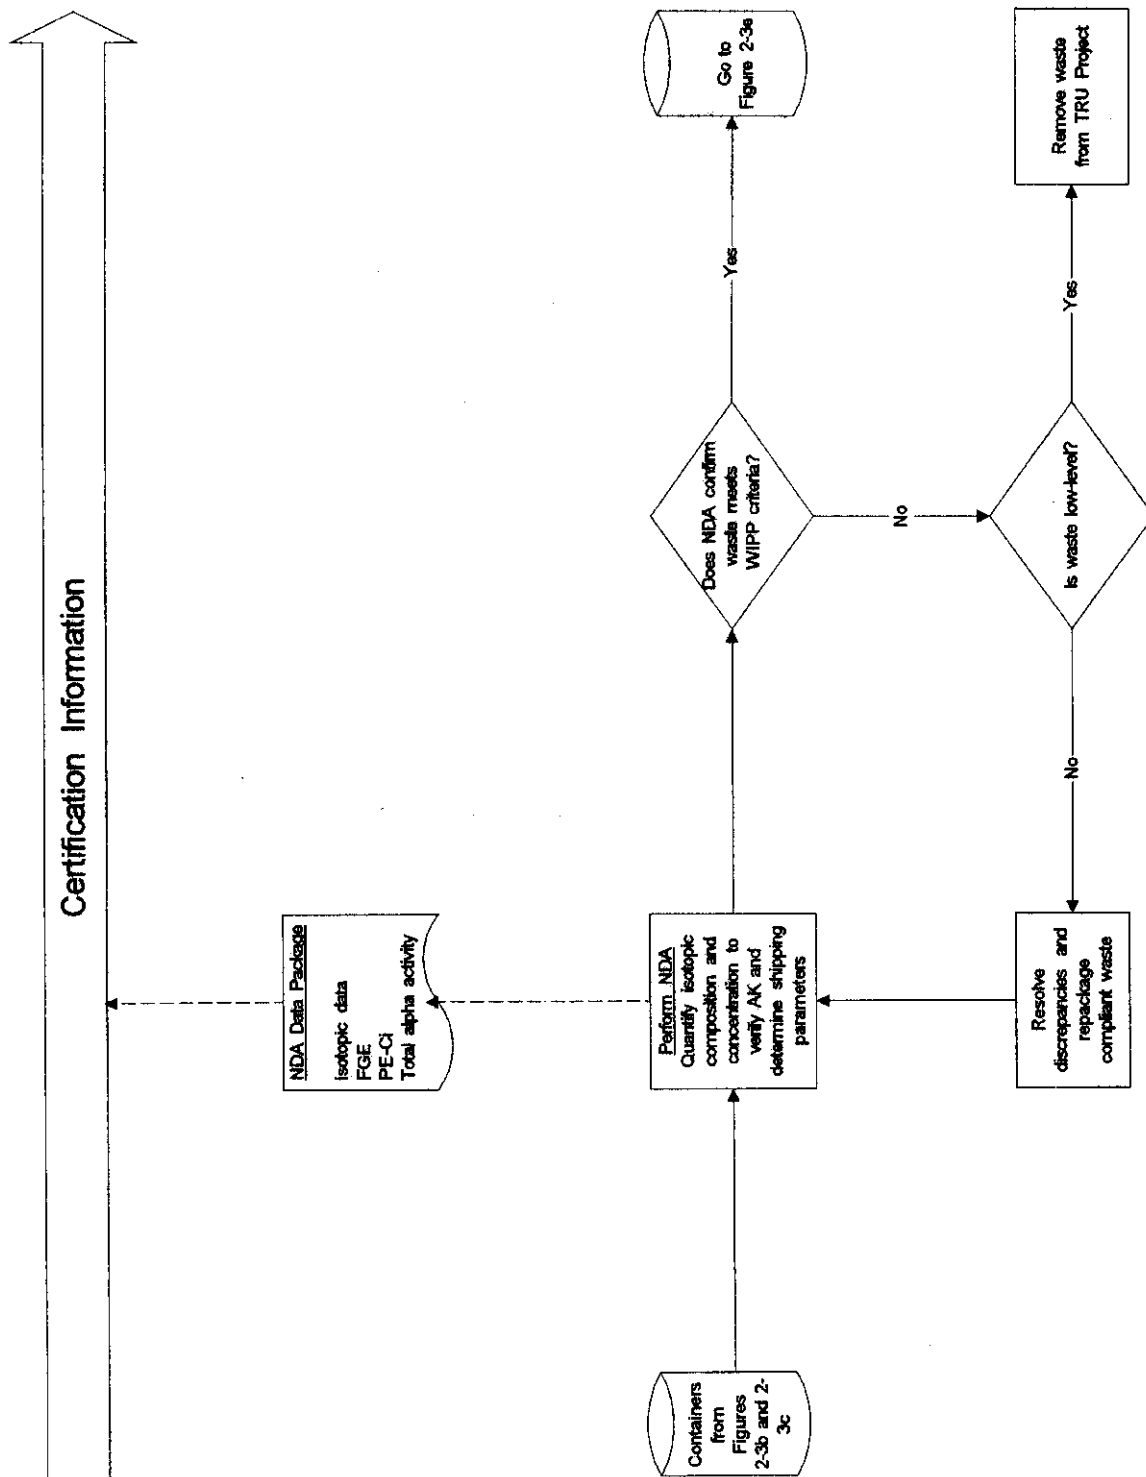 Certification Information
NDA Data Package
Isotopic data
FGE
PE-Ci
Total alpha activity
Containers
from
Figures
2-3b and 2-
3c
Perform NDA
Quantify isotopic
composition and
concentration to
verify AK and
determine shipping
parameters
Does NDA confirm
waste meets
WIPP criteria?
Yes
Go to
Figure 2-3e
No
Is waste low-level?
Yes
Remove waste
from TRU Project
No
Resolve
discrepancies and
repackage
compliant waste